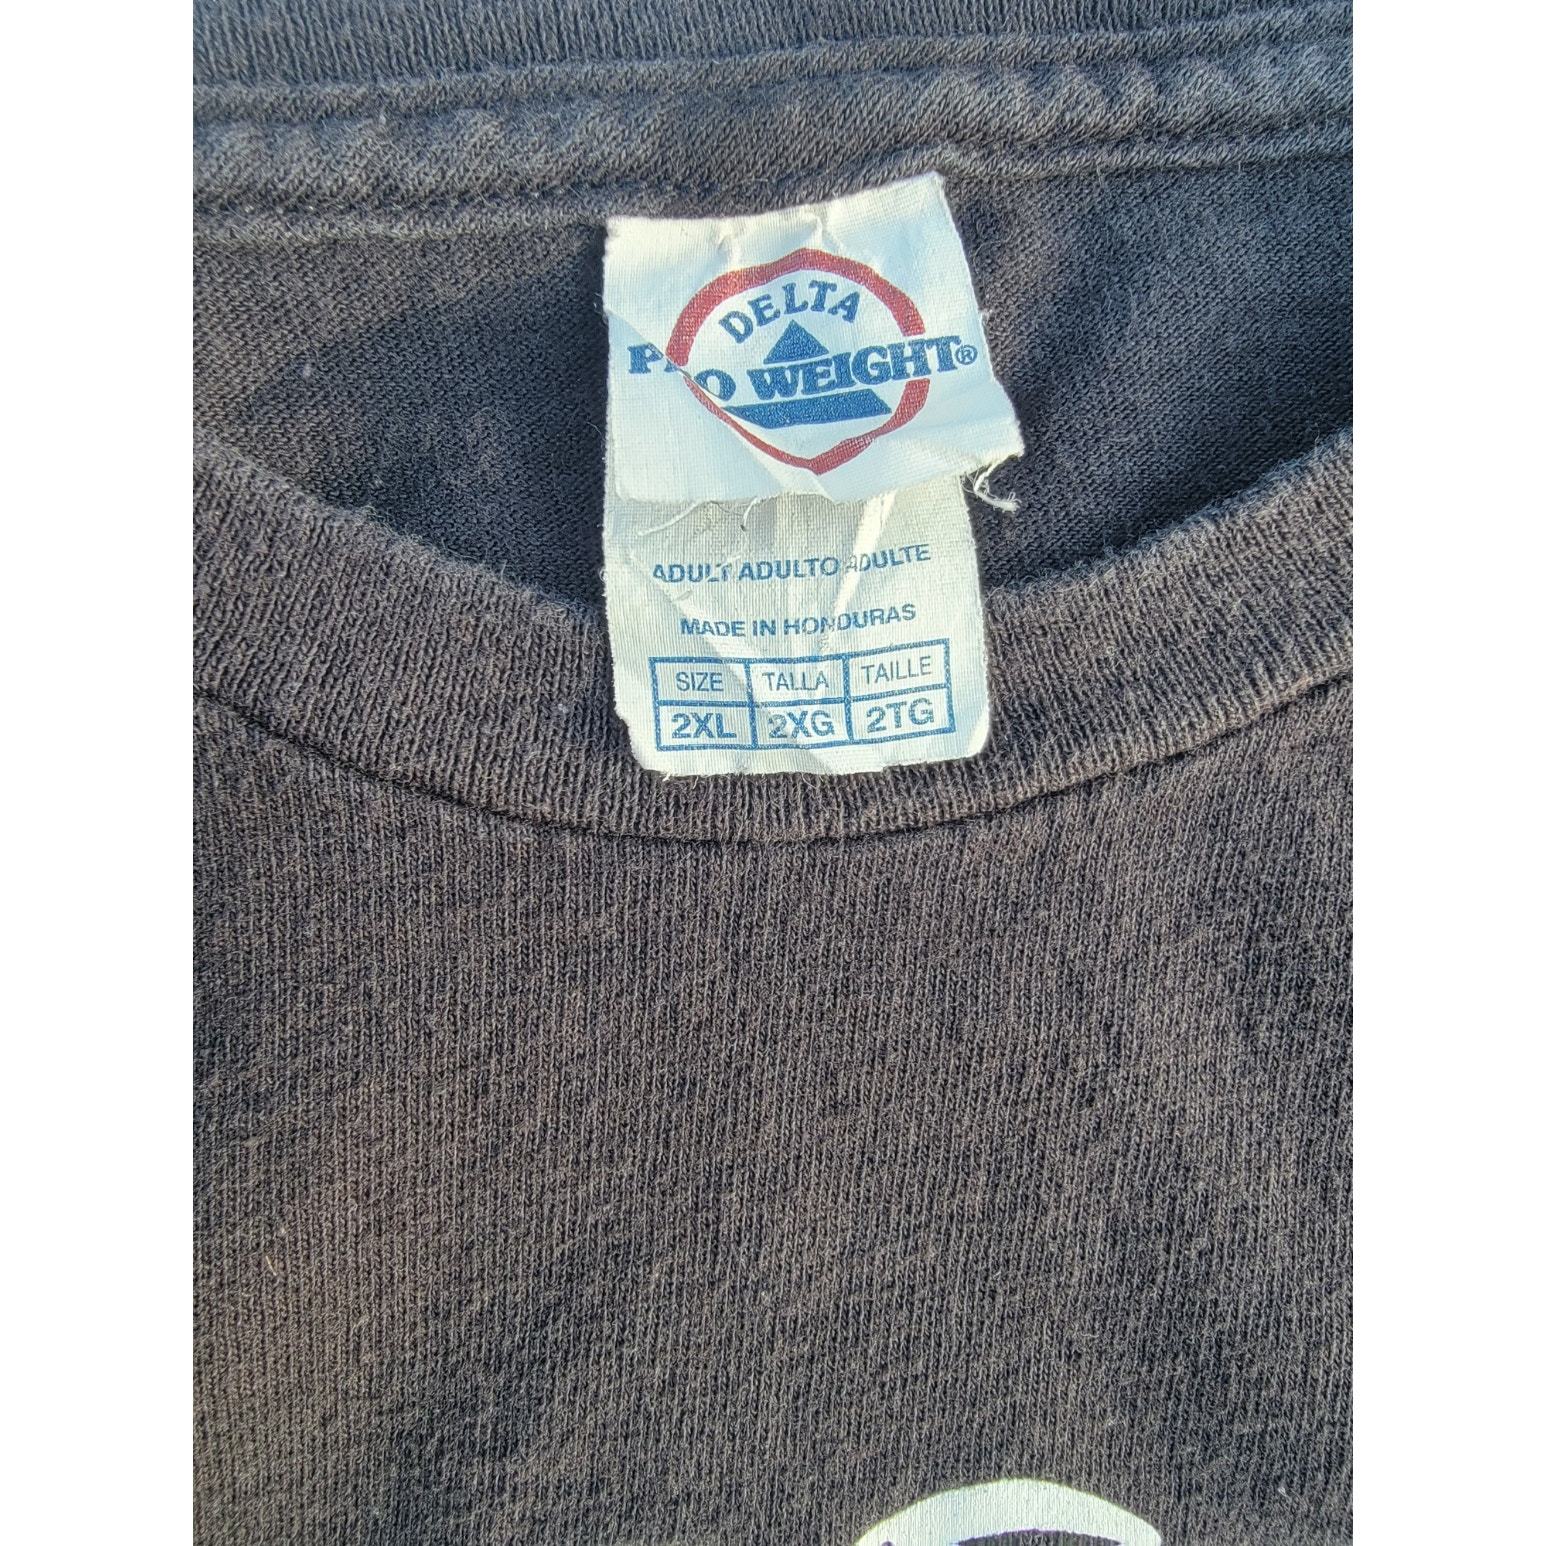 DELTA
PRO WEIGHT®
ADULT ADULTO ADULTE
MADE IN HONDURAS
SIZE TALLA TAILLE
2XL 2XG 2TG